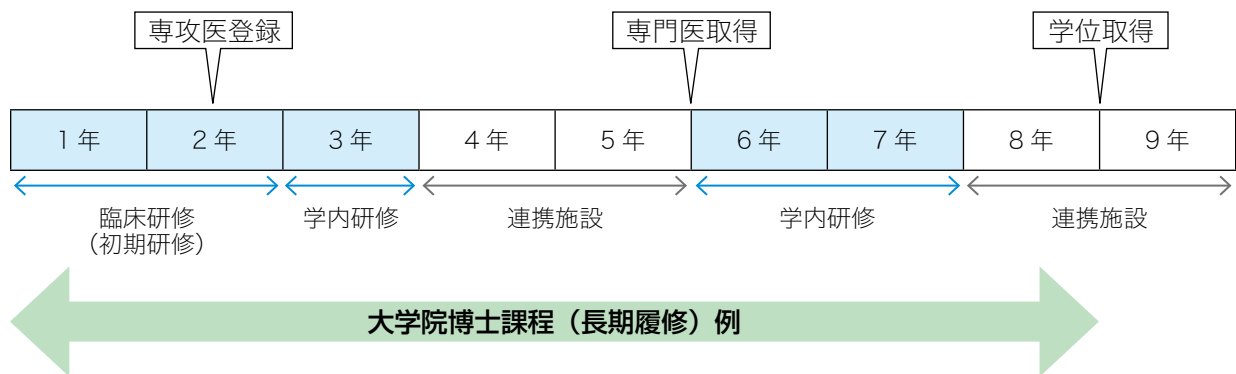 専攻医登録
専門医取得
学位取得
1年
2年
3年
4年
5年
6年
7年
8年
9年
臨床研修
（初期研修）
学内研修
連携施設
学内研修
連携施設
大学院博士課程（長期履修）例